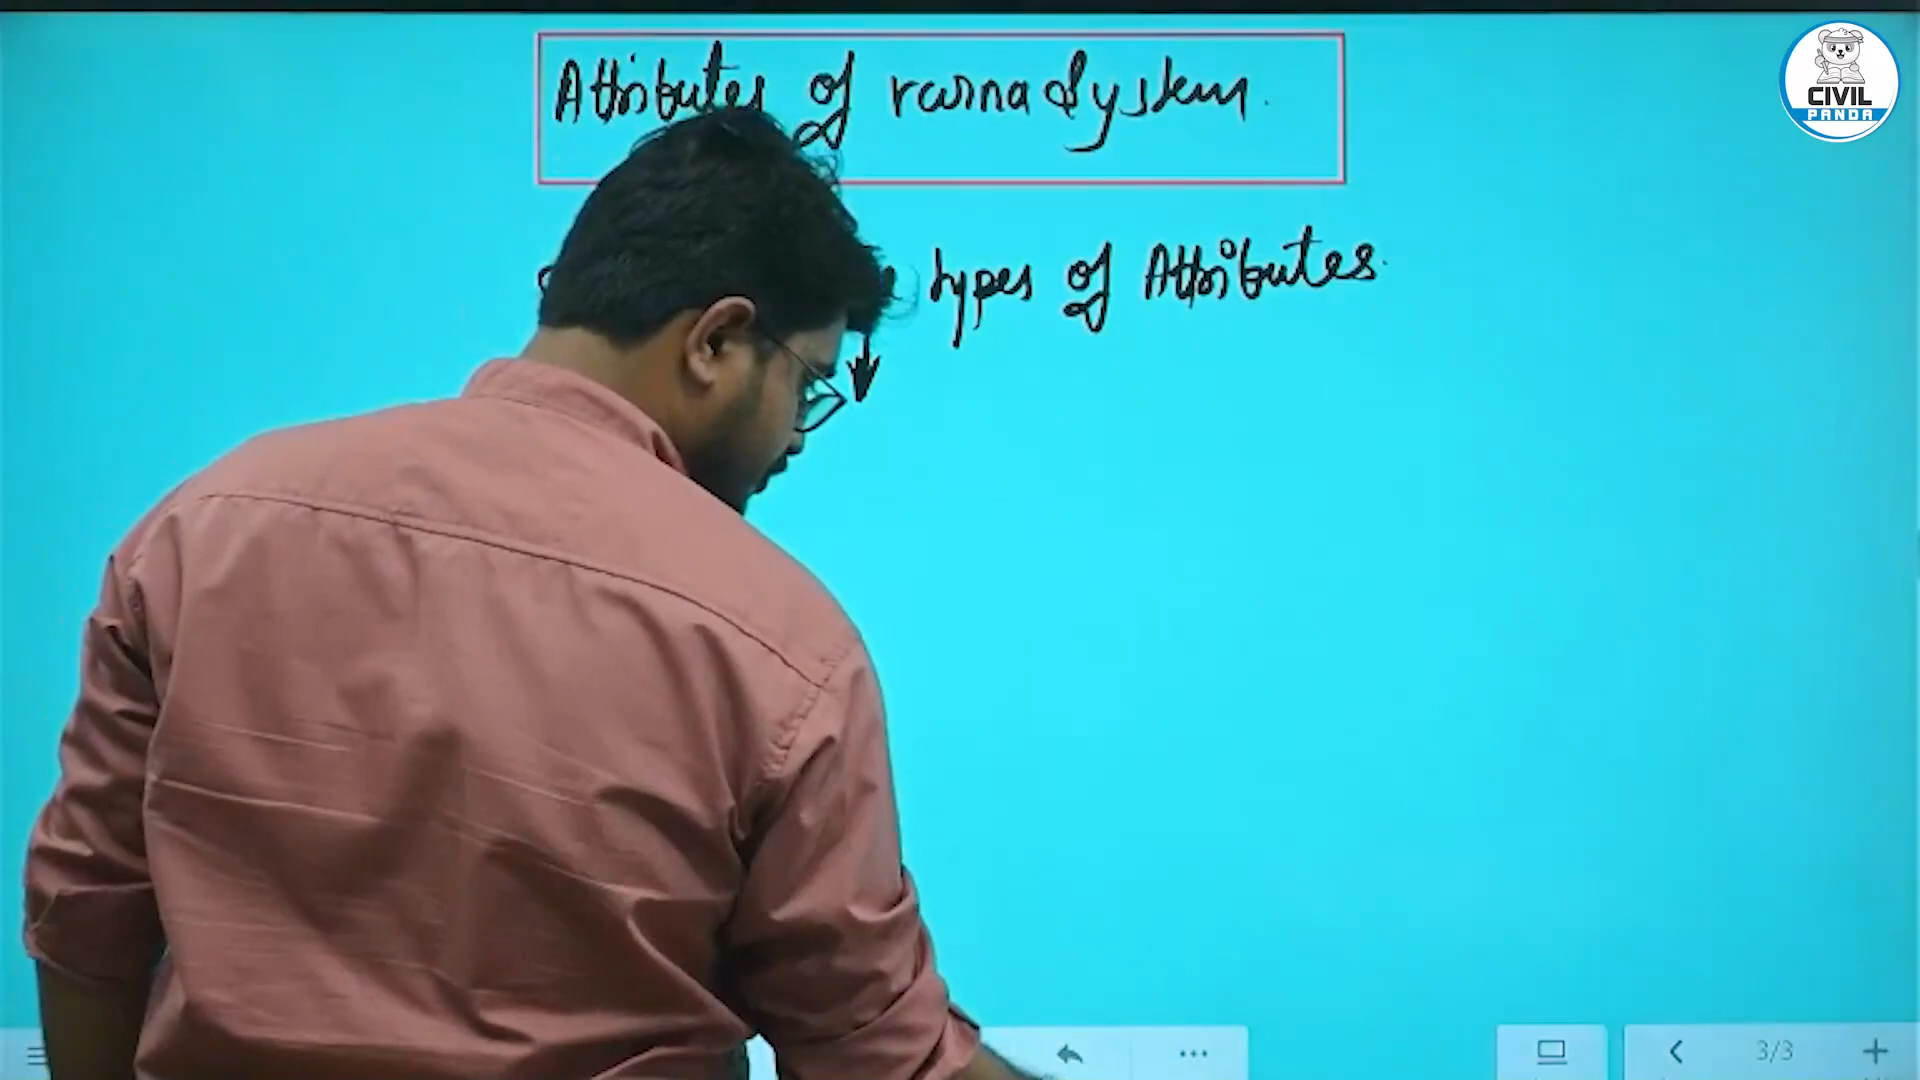 Attributes of varna System.
types of Attributes.
CIVIL
PANDA
3/3